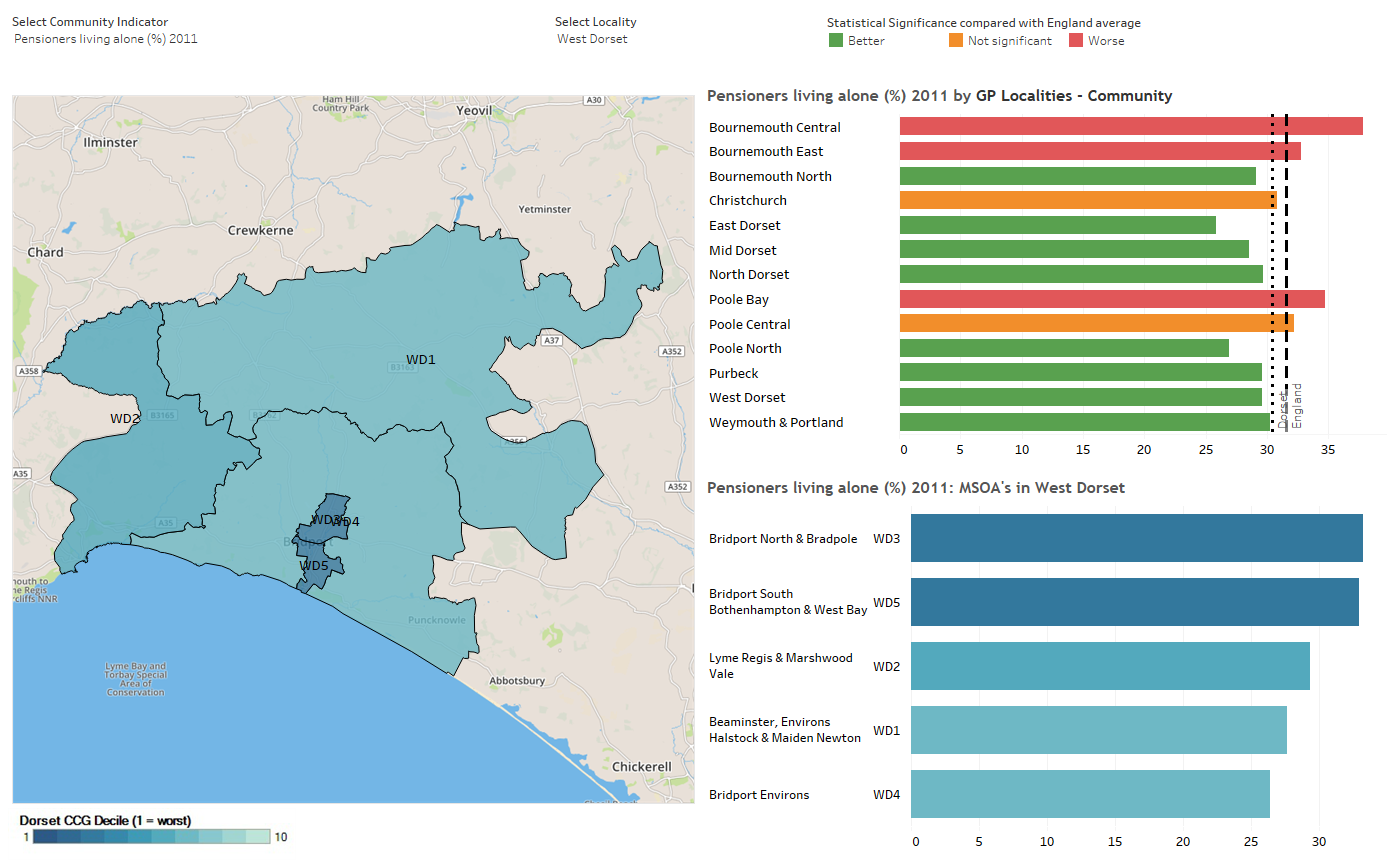 Select Community Indicator
Pensioners living alone (%) 2011
Select Locality
West Dorset
Statistical Significance compared with England average
Better
Not significant
Worse
Ham Hill
Country Park
Yeovil
A30
Ilminster
Yetminster
Crewkerne
Chard
A37
A352
A358
WD1
B3163
WD2
B3165
A356
A35
A352
WD3
WD4
A35
WD5
Puncknowle
Lyme Bay and
Torbay Special
Area of
Conservation
Abbotsbury
Chickerell
Dorset CCG Decile (1 = worst)
1
10
Pensioners living alone (%) 2011 by GP Localities - Community
Bournemouth Central
Bournemouth East
Bournemouth North
Christchurch
East Dorset
Mid Dorset
North Dorset
Poole Bay
Poole Central
Poole North
Purbeck
West Dorset
Weymouth & Portland
Dorset
England
0 5 10 15 20 25 30 35
Pensioners living alone (%) 2011: MSOA's in West Dorset
Bridport North & Bradpole WD3
Bridport South
Bothenhampton & West Bay WD5
Lyme Regis & Marshwood
Vale WD2
Beaminster, Environs
Halstock & Maiden Newton WD1
Bridport Environs WD4
0 5 10 15 20 25 30